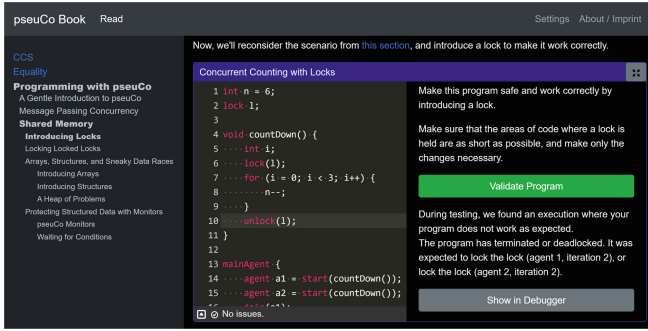 pseuCo Book Read Settings About / Imprint
CCS
Equality
Programming with pseuCo
A Gentle Introduction to pseuCo
Message Passing Concurrency
Shared Memory
Introducing Locks
Locking Locked Locks
Arrays, Structures, and Sneaky Data Races
Introducing Arrays
Introducing Structures
A Heap of Problems
Protecting Structured Data with Monitors
pseuCo Monitors
Waiting for Conditions
Now, we'll reconsider the scenario from this section, and introduce a lock to make it work correctly.
Concurrent Counting with Locks
1 int n = 6;
2 lock l;
3
4 void countDown() {
5 int i;
6 lock(l);
7 for (i = 0; i < 3; i++) {
8 n--;
9 }
10 unlock(l);
11 }
12
13 mainAgent {
14 agent a1 = start(countDown());
15 agent a2 = start(countDown());
16 join(a1);
No issues.
Make this program safe and work correctly by
introducing a lock.
Make sure that the areas of code where a lock is
held are as short as possible, and make only the
changes necessary.
Validate Program
During testing, we found an execution where your
program does not work as expected.
The program has terminated or deadlocked. It was
expected to lock the lock (agent 1, iteration 2), or
lock the lock (agent 2, iteration 2).
Show in Debugger